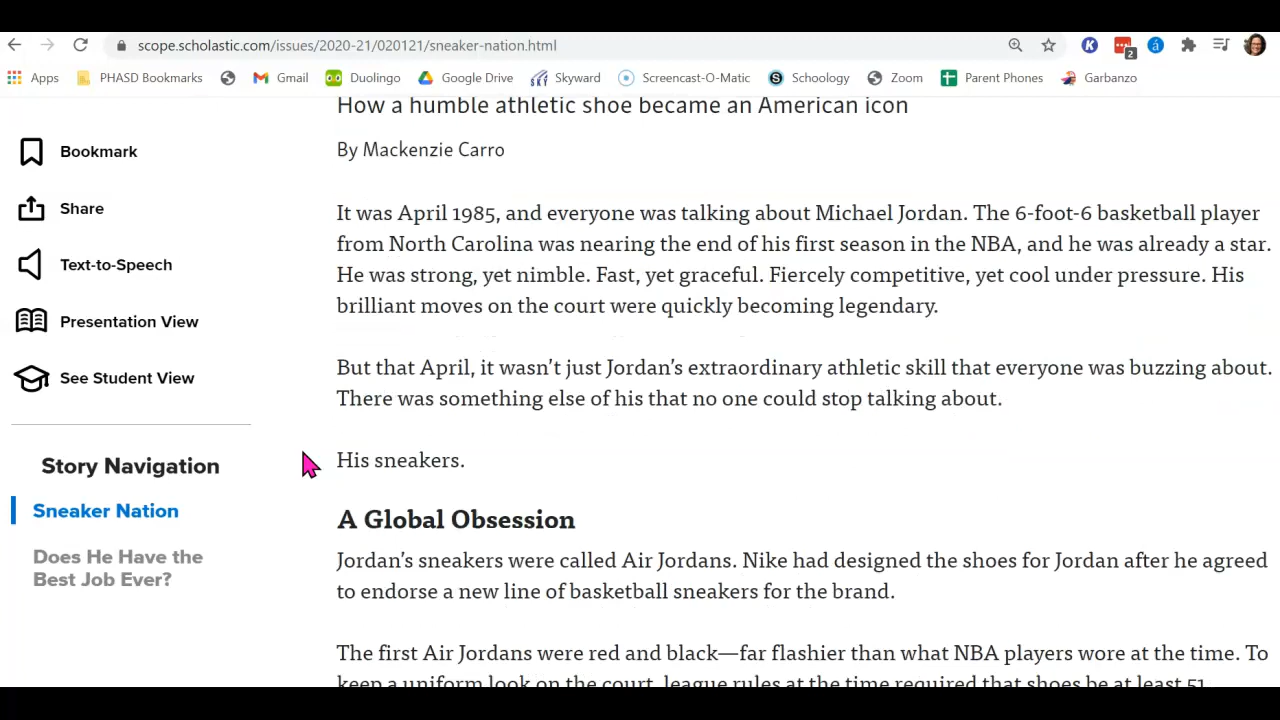 scope.scholastic.com/issues/2020-21/020121/sneaker-nation.html
2
Apps PHASD Bookmarks Gmail Duolingo Google Drive Skyward Screencast-O-Matic Schoology Zoom Parent Phones Garbanzo
How a humble athletic shoe became an American icon
By Mackenzie Carro
Bookmark
Share
Text-to-Speech
Presentation View
See Student View
Story Navigation
Sneaker Nation
Does He Have the
Best Job Ever?
It was April 1985, and everyone was talking about Michael Jordan. The 6-foot-6 basketball player
from North Carolina was nearing the end of his first season in the NBA, and he was already a star.
He was strong, yet nimble. Fast, yet graceful. Fiercely competitive, yet cool under pressure. His
brilliant moves on the court were quickly becoming legendary.
But that April, it wasn’t just Jordan’s extraordinary athletic skill that everyone was buzzing about.
There was something else of his that no one could stop talking about.
His sneakers.
A Global Obsession
Jordan’s sneakers were called Air Jordans. Nike had designed the shoes for Jordan after he agreed
to endorse a new line of basketball sneakers for the brand.
The first Air Jordans were red and black—far flashier than what NBA players wore at the time. To
keep a uniform look on the court, league rules at the time required that shoes be at least 51